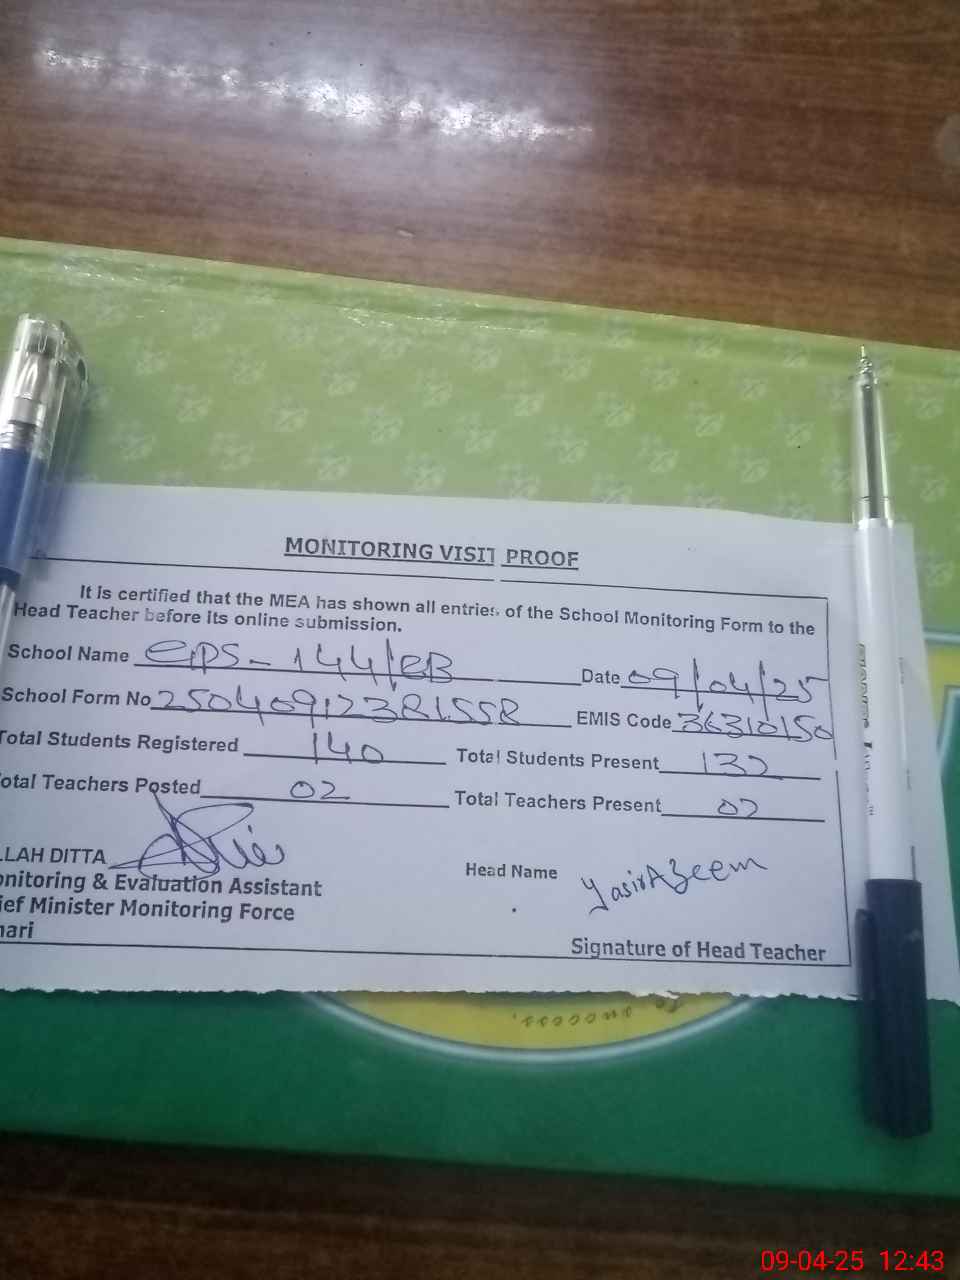 MONITORING VISIT PROOF
It is certified that the MEA has shown all entries of the School Monitoring Form to the
Head Teacher before its online submission.
School Name GPS - 144/EB Date 09/04/25
School Form No 25040912381558 EMIS Code 36310150
Total Students Registered 140 Total Students Present 132
otal Teachers Posted 02 Total Teachers Present 02
LLAH DITTA
onitoring & Evaluation Assistant
ief Minister Monitoring Force
hari
Head Name Yasir Azeem
Signature of Head Teacher
09-04-25 12:43